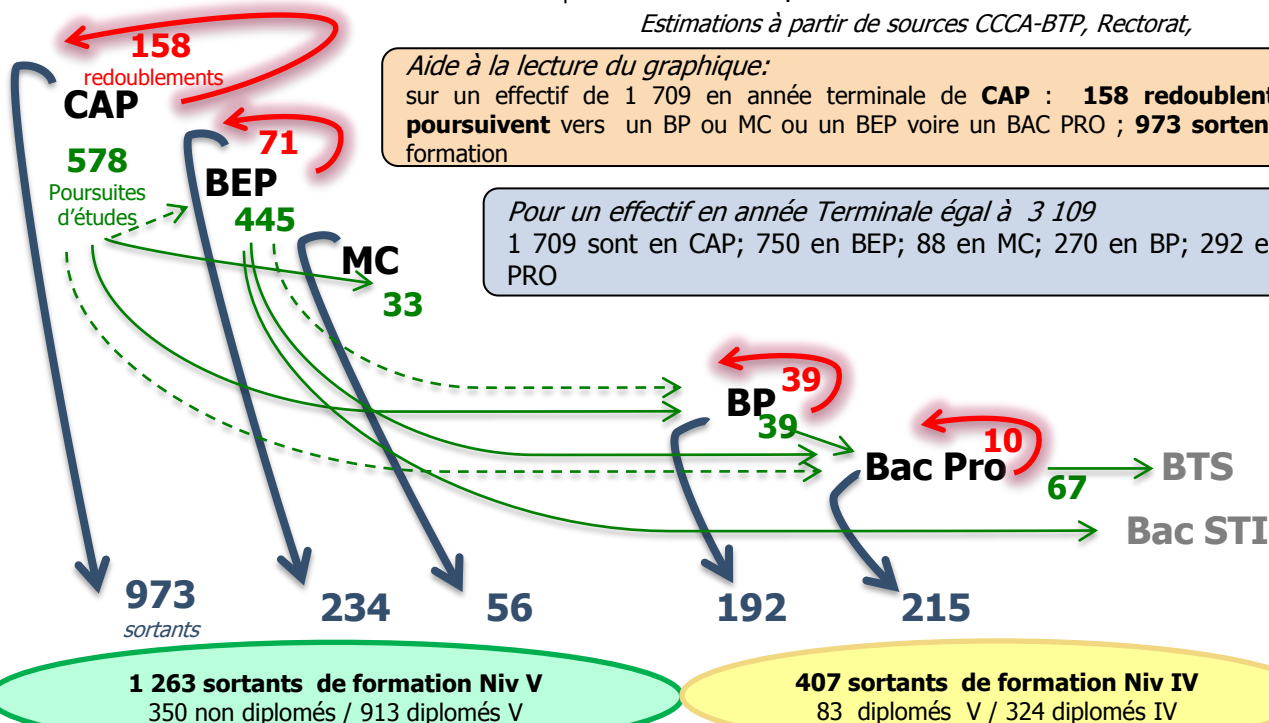 Estimations à partir de sources CCCA-BTP, Rectorat,
Aide à la lecture du graphique:
sur un effectif de 1 709 en année terminale de CAP : 158 redoublent
poursuivent vers un BP ou MC ou un BEP voire un BAC PRO ; 973 sorten
formation
Pour un effectif en année Terminale égal à 3 109
1 709 sont en CAP; 750 en BEP; 88 en MC; 270 en BP; 292 e
PRO
158
redoublements
CAP
578
Poursuites
d'études
71
BEP
445
MC
33
39
BP
39
10
Bac Pro
67
BTS
Bac STI
973
sortants
234
56
192
215
1 263 sortants de formation Niv V
350 non diplomés / 913 diplomés V
407 sortants de formation Niv IV
83 diplomés V / 324 diplomés IV